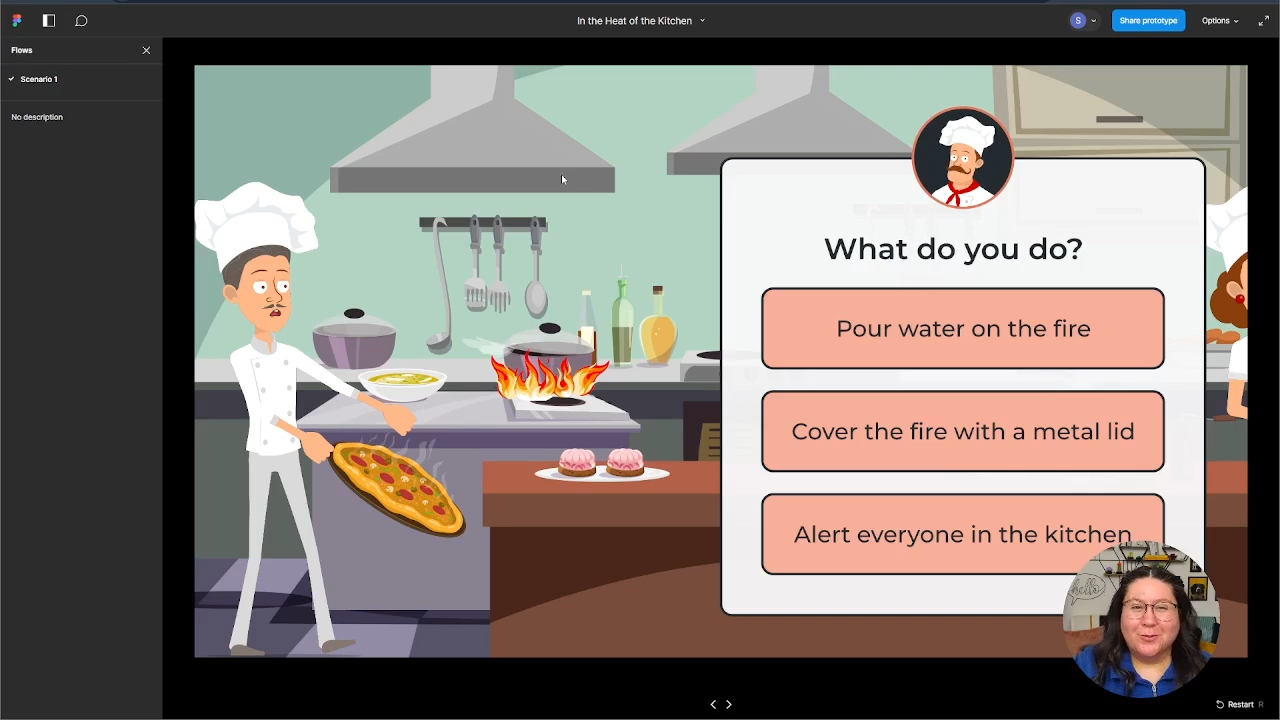 In the Heat of the Kitchen
S
Share prototype
Options
Flows
Scenario 1
No description
What do you do?
Pour water on the fire
Cover the fire with a metal lid
Alert everyone in the kitchen
hello
Restart R